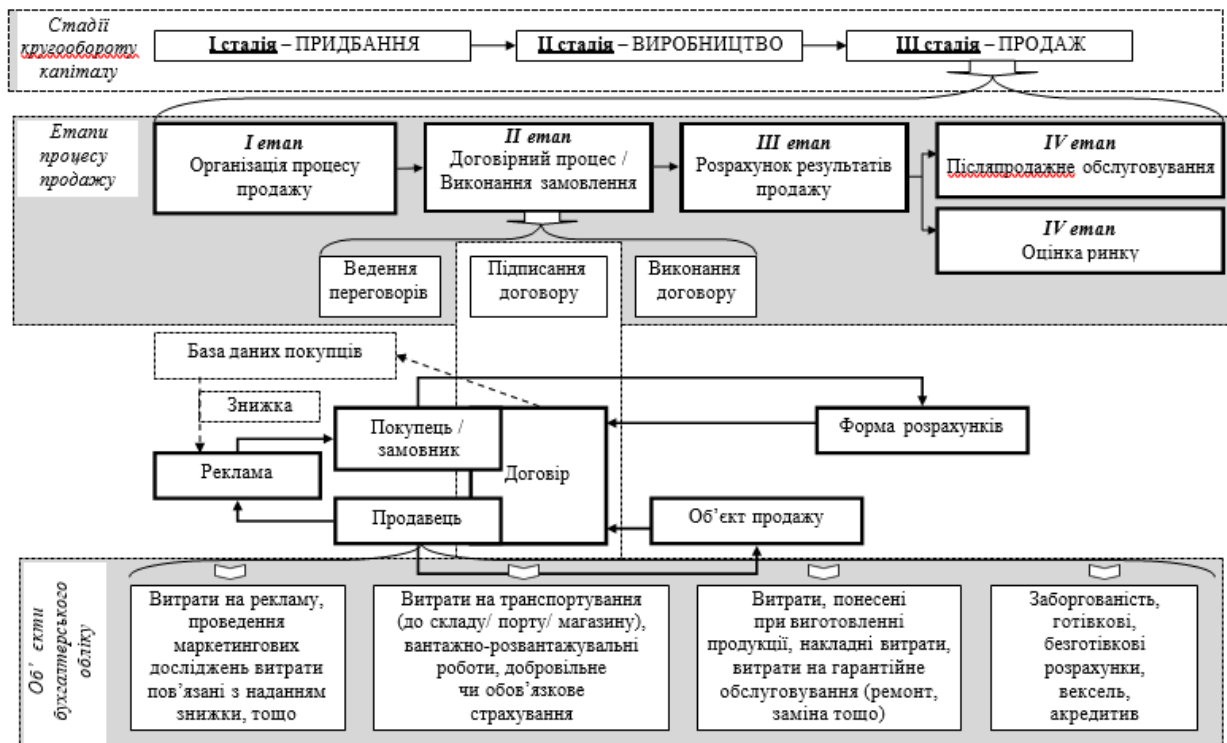 Стадії
кругообороту
капіталу
І стадія – ПРИДБАННЯ
ІІ стадія – ВИРОБНИЦТВО
ІІІ стадія – ПРОДАЖ
Етапи
процесу
продажу
І етап
Організація процесу
продажу
ІІ етап
Договірний процес /
Виконання замовлення
ІІІ етап
Розрахунок результатів
продажу
IV етап
Післяпродажне обслуговування
IV етап
Оцінка ринку
Ведення
переговорів
Підписання
договору
Виконання
договору
База даних покупців
Знижка
Покупець /
замовник
Форма розрахунків
Реклама
Договір
Продавець
Об’єкт продажу
Об’ єкти
бухгалтерського
обліку
Витрати на рекламу,
проведення
маркетингових
досліджень витрати
пов’язані з наданням
знижки, тощо
Витрати на транспортування
(до складу/ порту/ магазину),
вантажно-розвантажувальні
роботи, добровільне
чи обов’язкове
страхування
Витрати, понесені
при виготовленні
продукції, накладні витрати,
витрати на гарантійне
обслуговування (ремонт,
заміна тощо)
Заборгованість,
готівкові,
безготівкові
розрахунки,
вексель,
акредитив